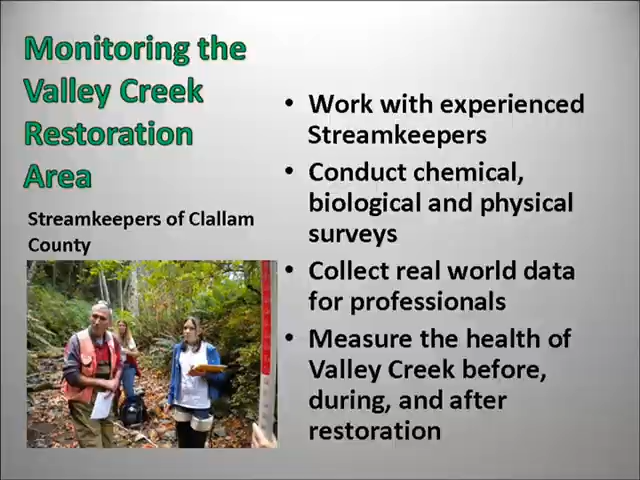 Monitoring the
Valley Creek
Restoration
Area
Streamkeepers of Clallam
County
• Work with experienced
Streamkeepers
• Conduct chemical,
biological and physical
surveys
• Collect real world data
for professionals
• Measure the health of
Valley Creek before,
during, and after
restoration